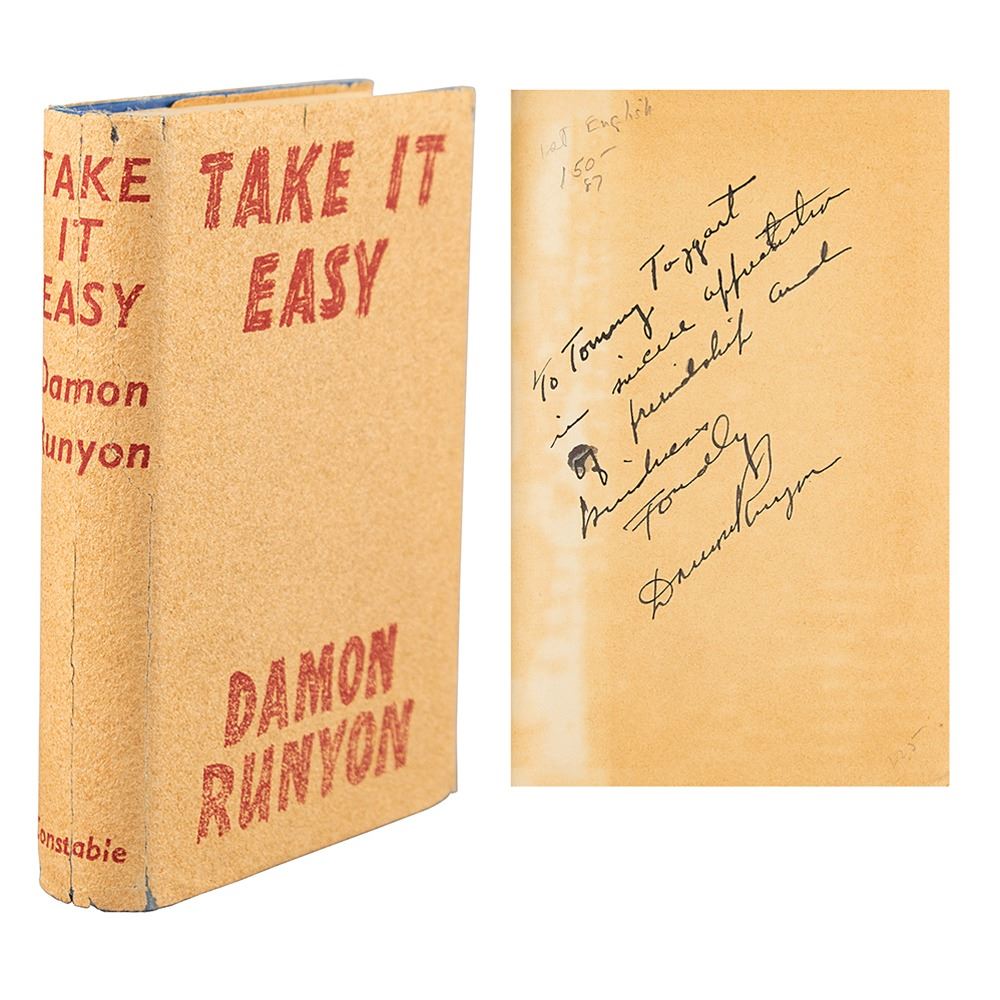 TAKE
IT
EASY
Damon
Runyon
Constable
TAKE IT
EASY
DAMON
RUNYON
1st English
150-
87
To Tommy Taggart
in sincere appreciation
of friendship and
kindness
Fondly
Damon Runyon